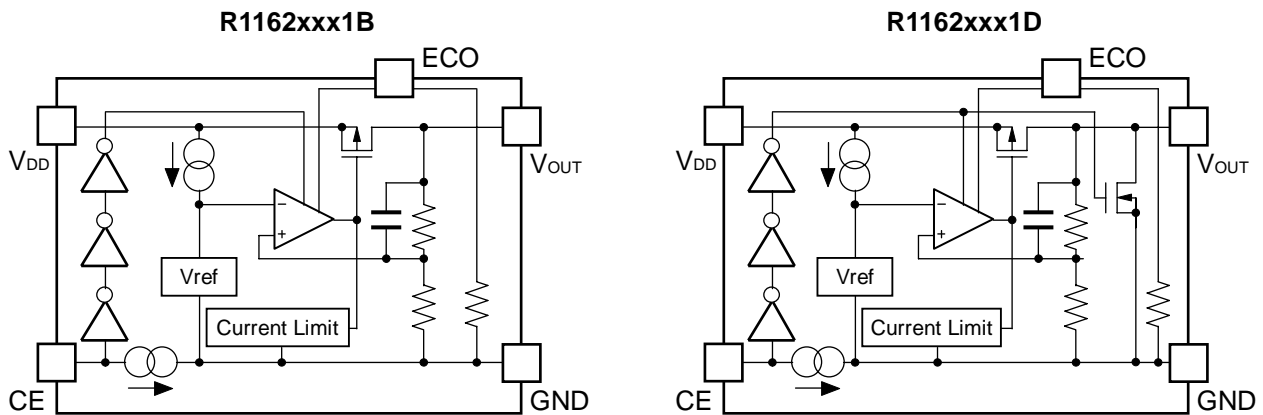 R1162xxx1B
ECO
VDD
VOUT
−
+
Vref
Current Limit
CE
GND
R1162xxx1D
ECO
VDD
VOUT
−
+
Vref
Current Limit
CE
GND